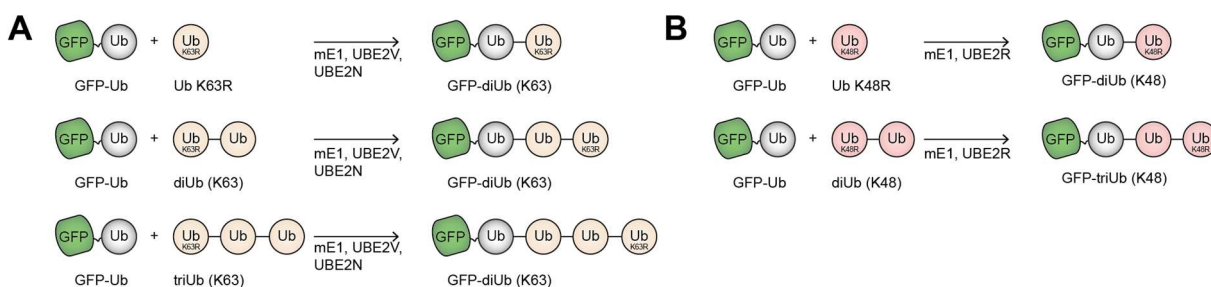 A
GFP Ub + Ub K63R mE1, UBE2V, UBE2N GFP Ub Ub K63R
GFP-Ub Ub K63R GFP-diUb (K63)
GFP Ub + Ub K63R Ub mE1, UBE2V, UBE2N GFP Ub Ub Ub K63R
GFP-Ub diUb (K63) GFP-diUb (K63)
GFP Ub + Ub K63R Ub Ub mE1, UBE2V, UBE2N GFP Ub Ub Ub Ub K63R
GFP-Ub triUb (K63) GFP-diUb (K63)
B
GFP Ub + Ub K48R mE1, UBE2R GFP Ub Ub K48R
GFP-Ub Ub K48R GFP-diUb (K48)
GFP Ub + Ub K48R Ub mE1, UBE2R GFP Ub Ub Ub K48R
GFP-Ub diUb (K48) GFP-triUb (K48)